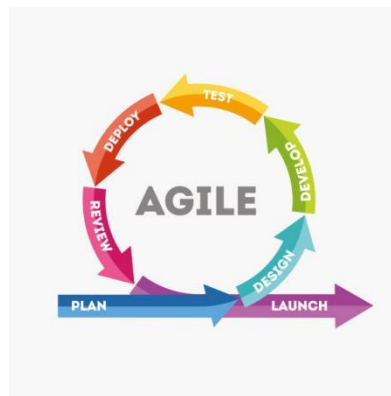 TEST
DEPLOY
DEVELOP
AGILE
REVIEW
DESIGN
PLAN
LAUNCH